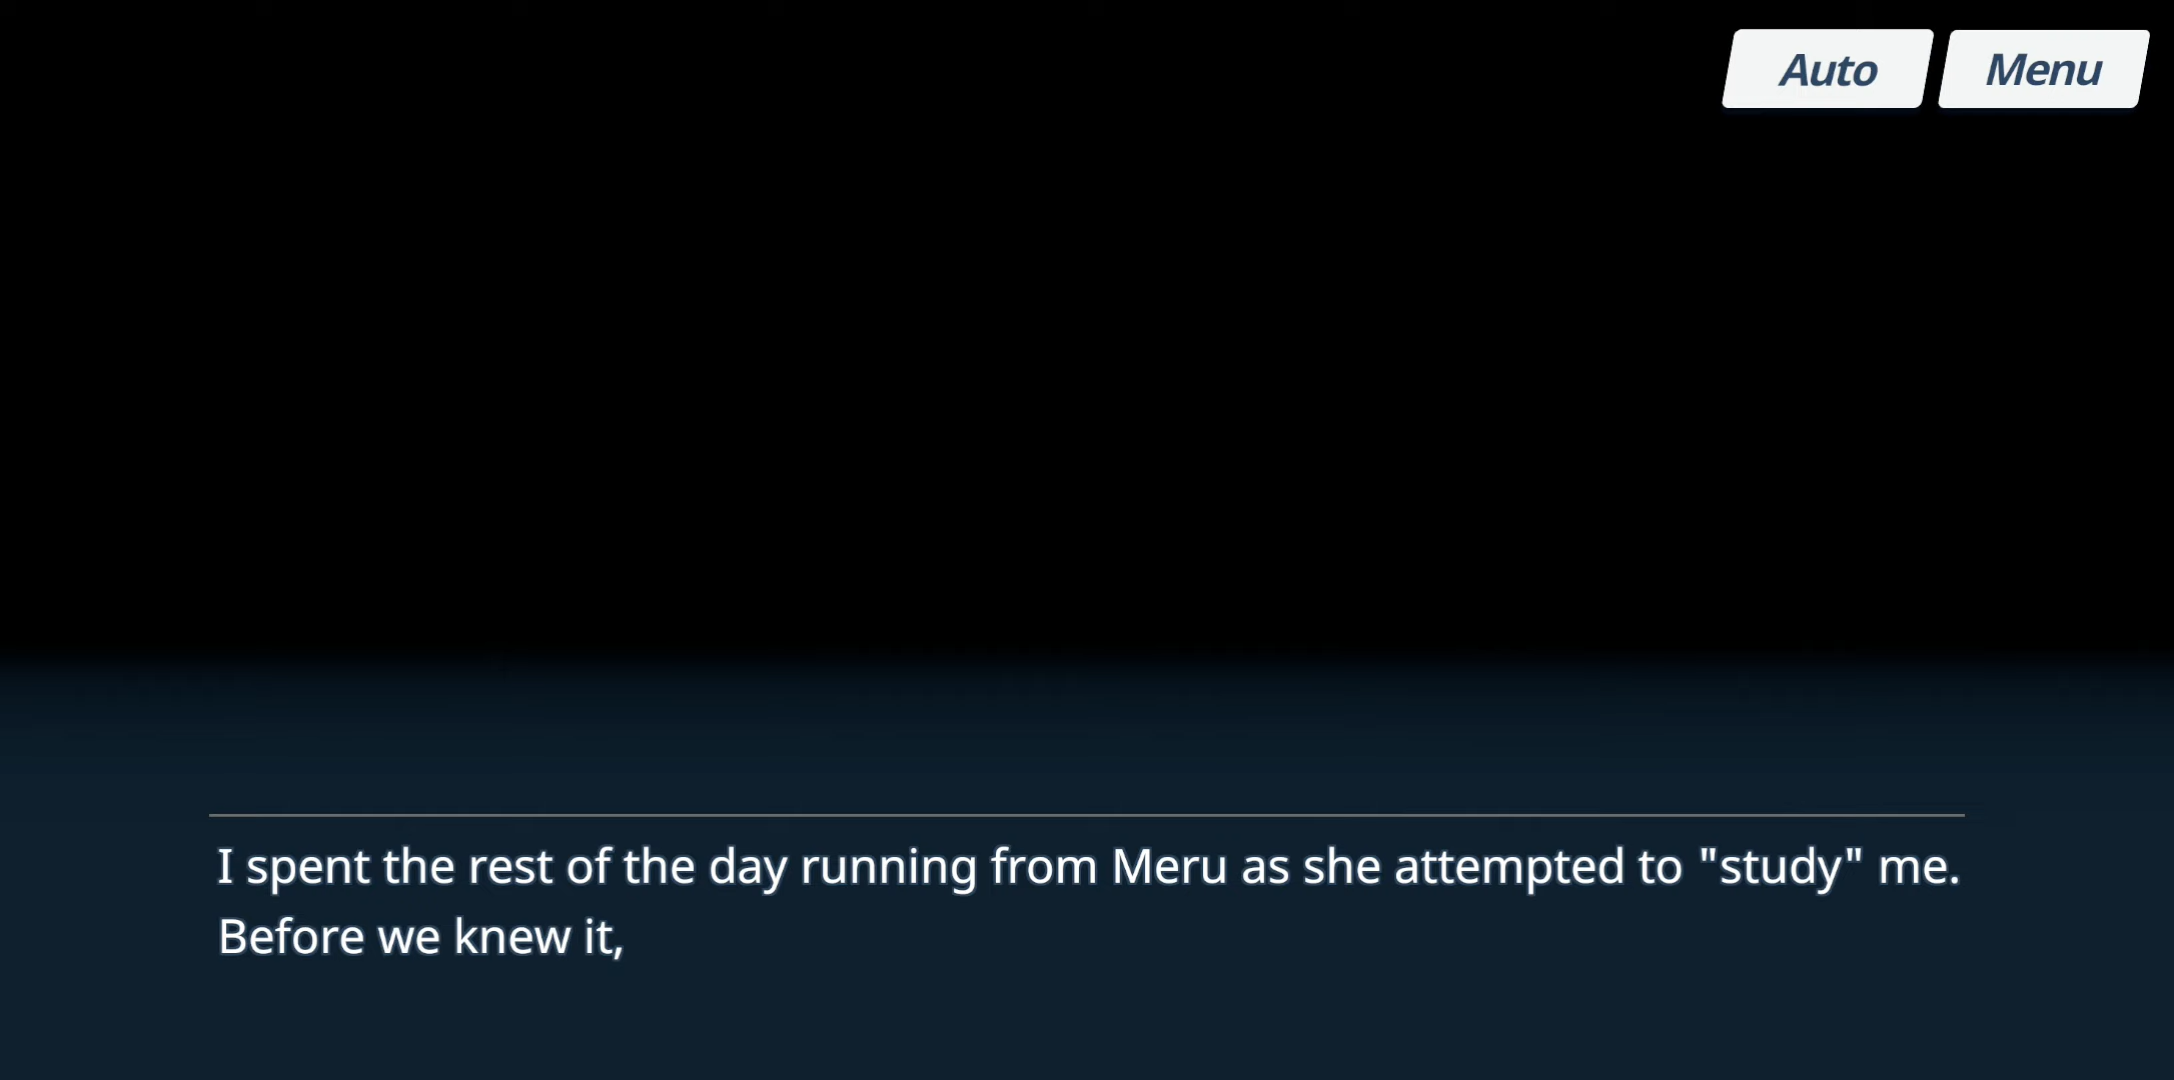 Auto Menu
I spent the rest of the day running from Meru as she attempted to "study" me.
Before we knew it,